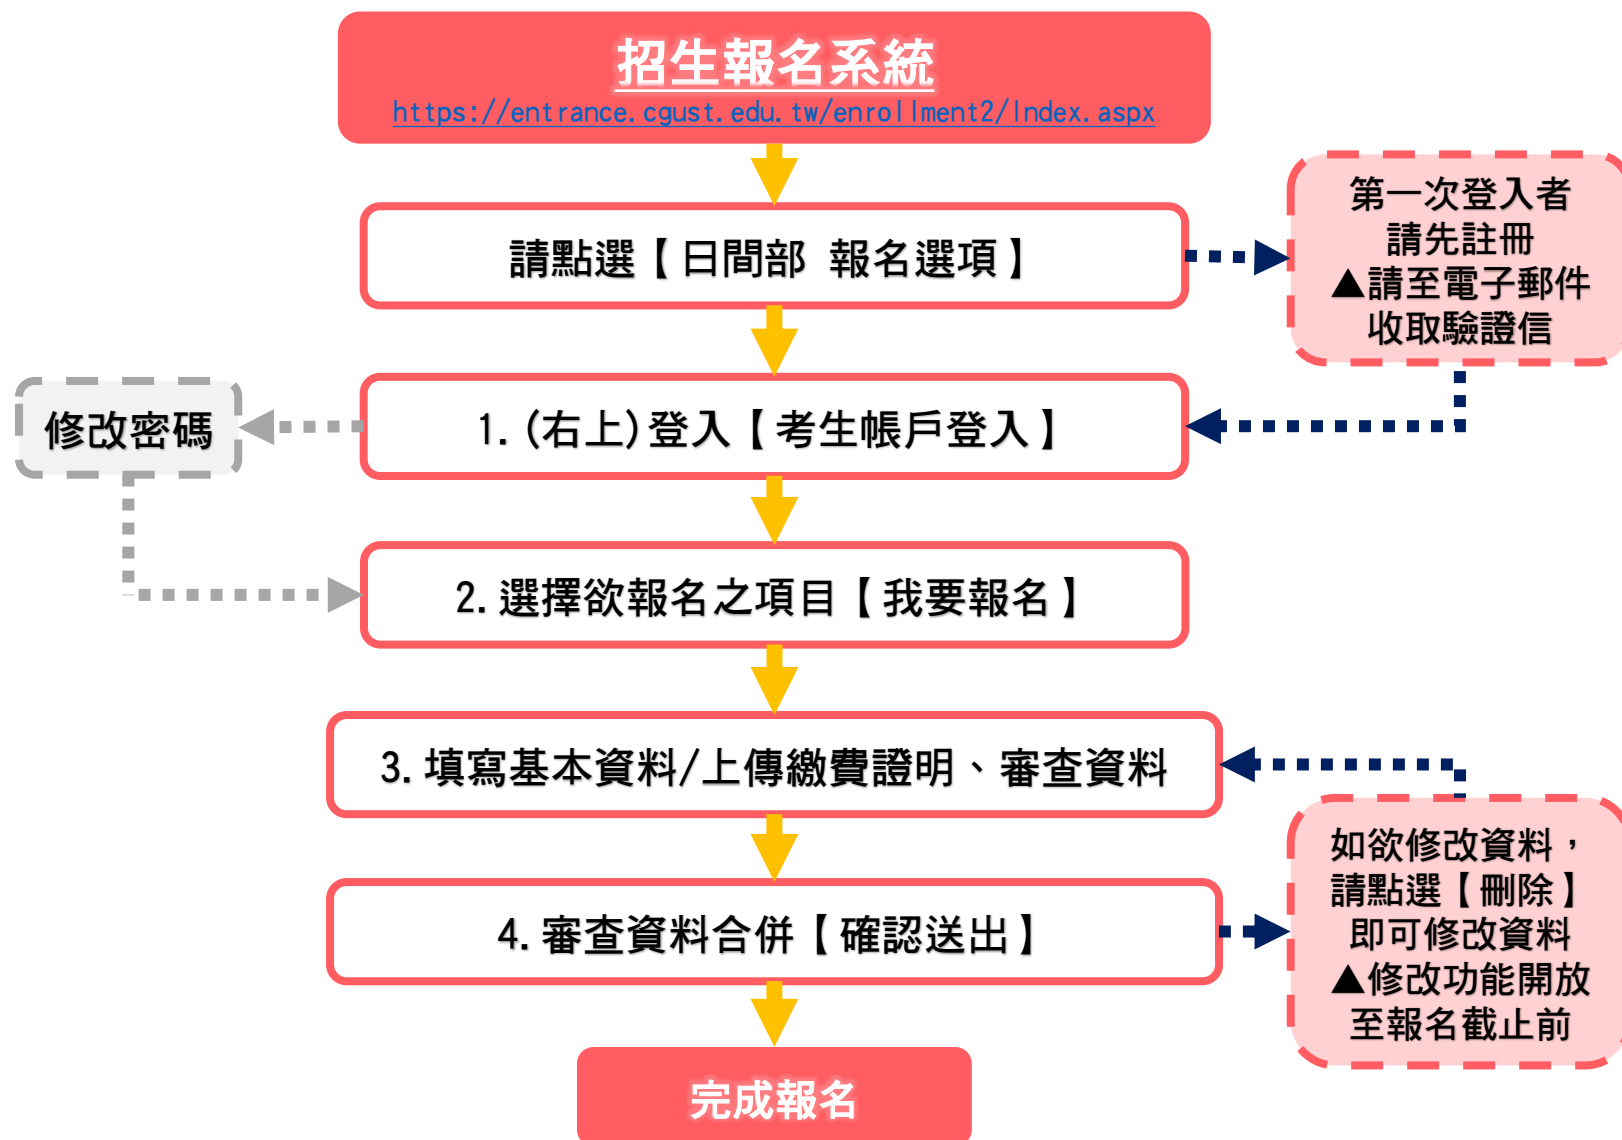 招生報名系統
https://entrance.cgust.edu.tw/enrollment2/Index.aspx
請點選【日間部 報名選項】
第一次登入者
請先註冊
▲請至電子郵件
收取驗證信
1.(右上)登入【考生帳戶登入】
修改密碼
2.選擇欲報名之項目【我要報名】
3.填寫基本資料/上傳繳費證明、審查資料
4.審查資料合併【確認送出】
如欲修改資料，
請點選【刪除】
即可修改資料
▲修改功能開放
至報名截止前
完成報名